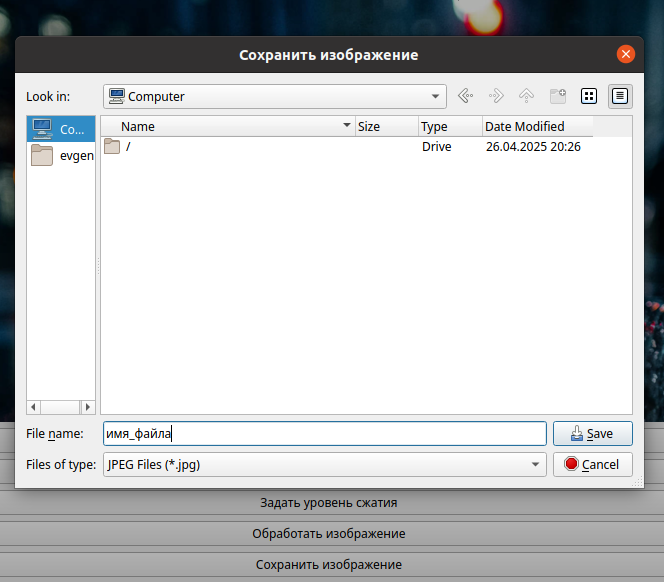 Сохранить изображение
Look in: Computer
Co... Name Size Type Date Modified
evgen / Drive 26.04.2025 20:26
File name: имя_файла Save
Files of type: JPEG Files (*.jpg) Cancel
Задать уровень сжатия
Обработать изображение
Сохранить изображение